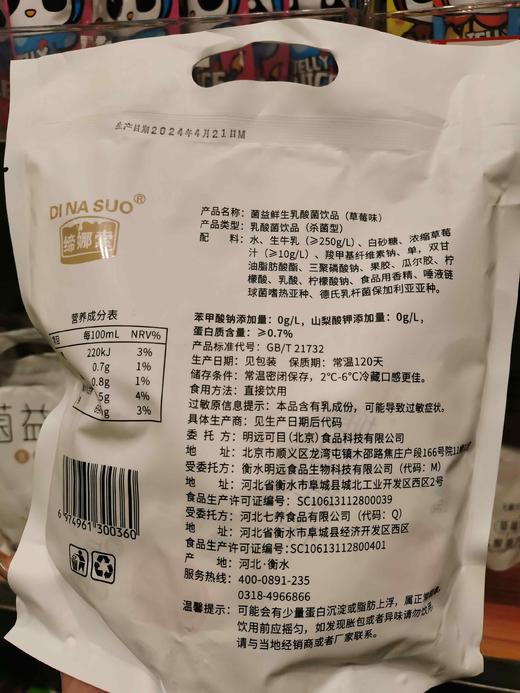 生产日期2024年4月21日M
DI NA SUO®
缔娜索
产品名称：菌益鲜生乳酸菌饮品（草莓味）
产品类型：乳酸菌饮品（杀菌型）
配 料：水、生牛乳（≥250g/L）、白砂糖、浓缩草莓
汁（≥10g/L）、羧甲基纤维素钠、单，双甘
油脂肪酸酯、三聚磷酸钠、果胶、瓜尔胶、柠
檬酸、乳酸、柠檬酸钠、食品用香精、唾液链
球菌嗜热亚种、德氏乳杆菌保加利亚亚种。
苯甲酸钠添加量：0g/L，山梨酸钾添加量：0g/L，
蛋白质含量：≥0.7%
产品标准代号：GB/T 21732
生产日期：见包装 保质期：常温120天
储存条件：常温密闭保存，2°C-6°C冷藏口感更佳。
食用方法：直接饮用
过敏原信息提示：本品含有乳成份，可能导致过敏症状。
具体生产商：见生产日期后代码
委 托 方：明远可目（北京）食品科技有限公司
地 址：北京市顺义区龙湾屯镇木邵路焦庄户段166号院11
受委托方：衡水明远食品生物科技有限公司（代码：M）
地 址：河北省衡水市阜城县城北工业开发区西区2号
食品生产许可证编号：SC10613112800039
受委托方：河北七养食品有限公司（代码：Q）
地 址：河北省衡水市阜城县经济开发区西区
食品生产许可证编号：SC10613112800401
产 地：河北·衡水
服务热线：400-0891-235
0318-4966866
温馨提示：可能会有少量蛋白沉淀或脂肪上浮，属正
饮用前应摇匀，如发现胀包或者异味请勿饮
请与当地经销商或者厂家联系。
营养成分表
每100mL NRV%
220kJ 3%
0.7g 1%
0.8g 1%
5g 4%
3%
6 974961 300360
菌益